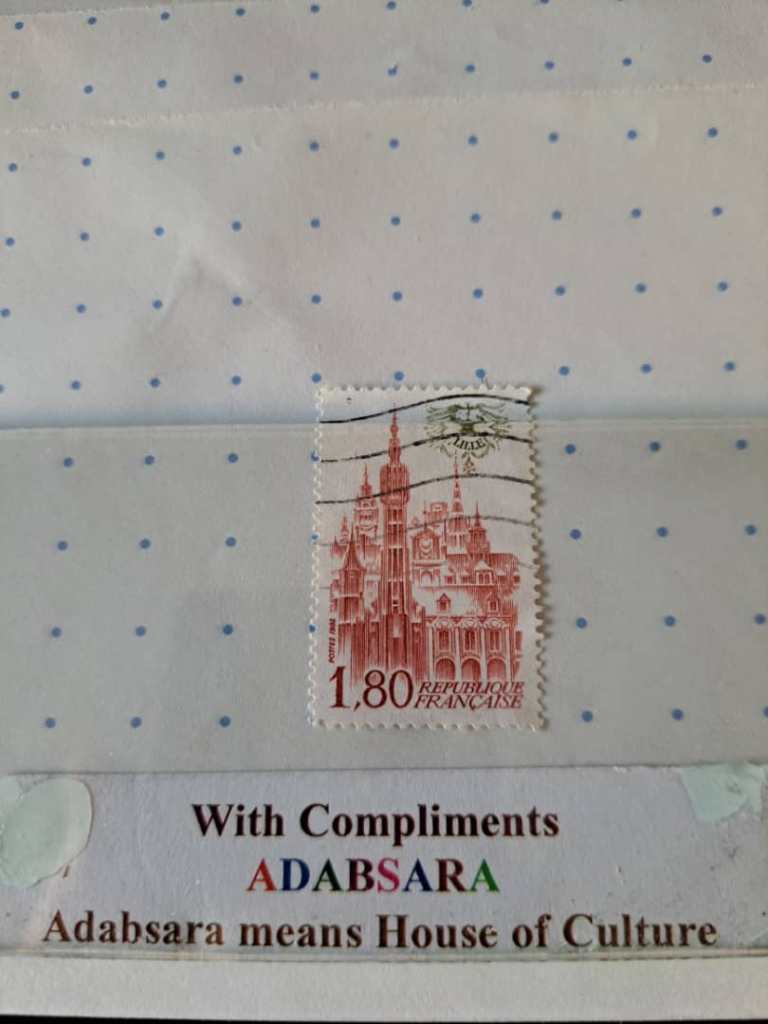 LILLE
POSTES 1982
1,80 REPUBLIQUE
FRANÇAISE
With Compliments
ADABSARA
Adabsara means House of Culture